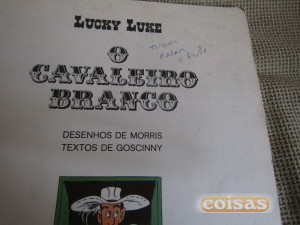 LUCKY LUKE
O
CAVALEIRO
BRANCO
DESENHOS DE MORRIS
TEXTOS DE GOSCINNY
coisas